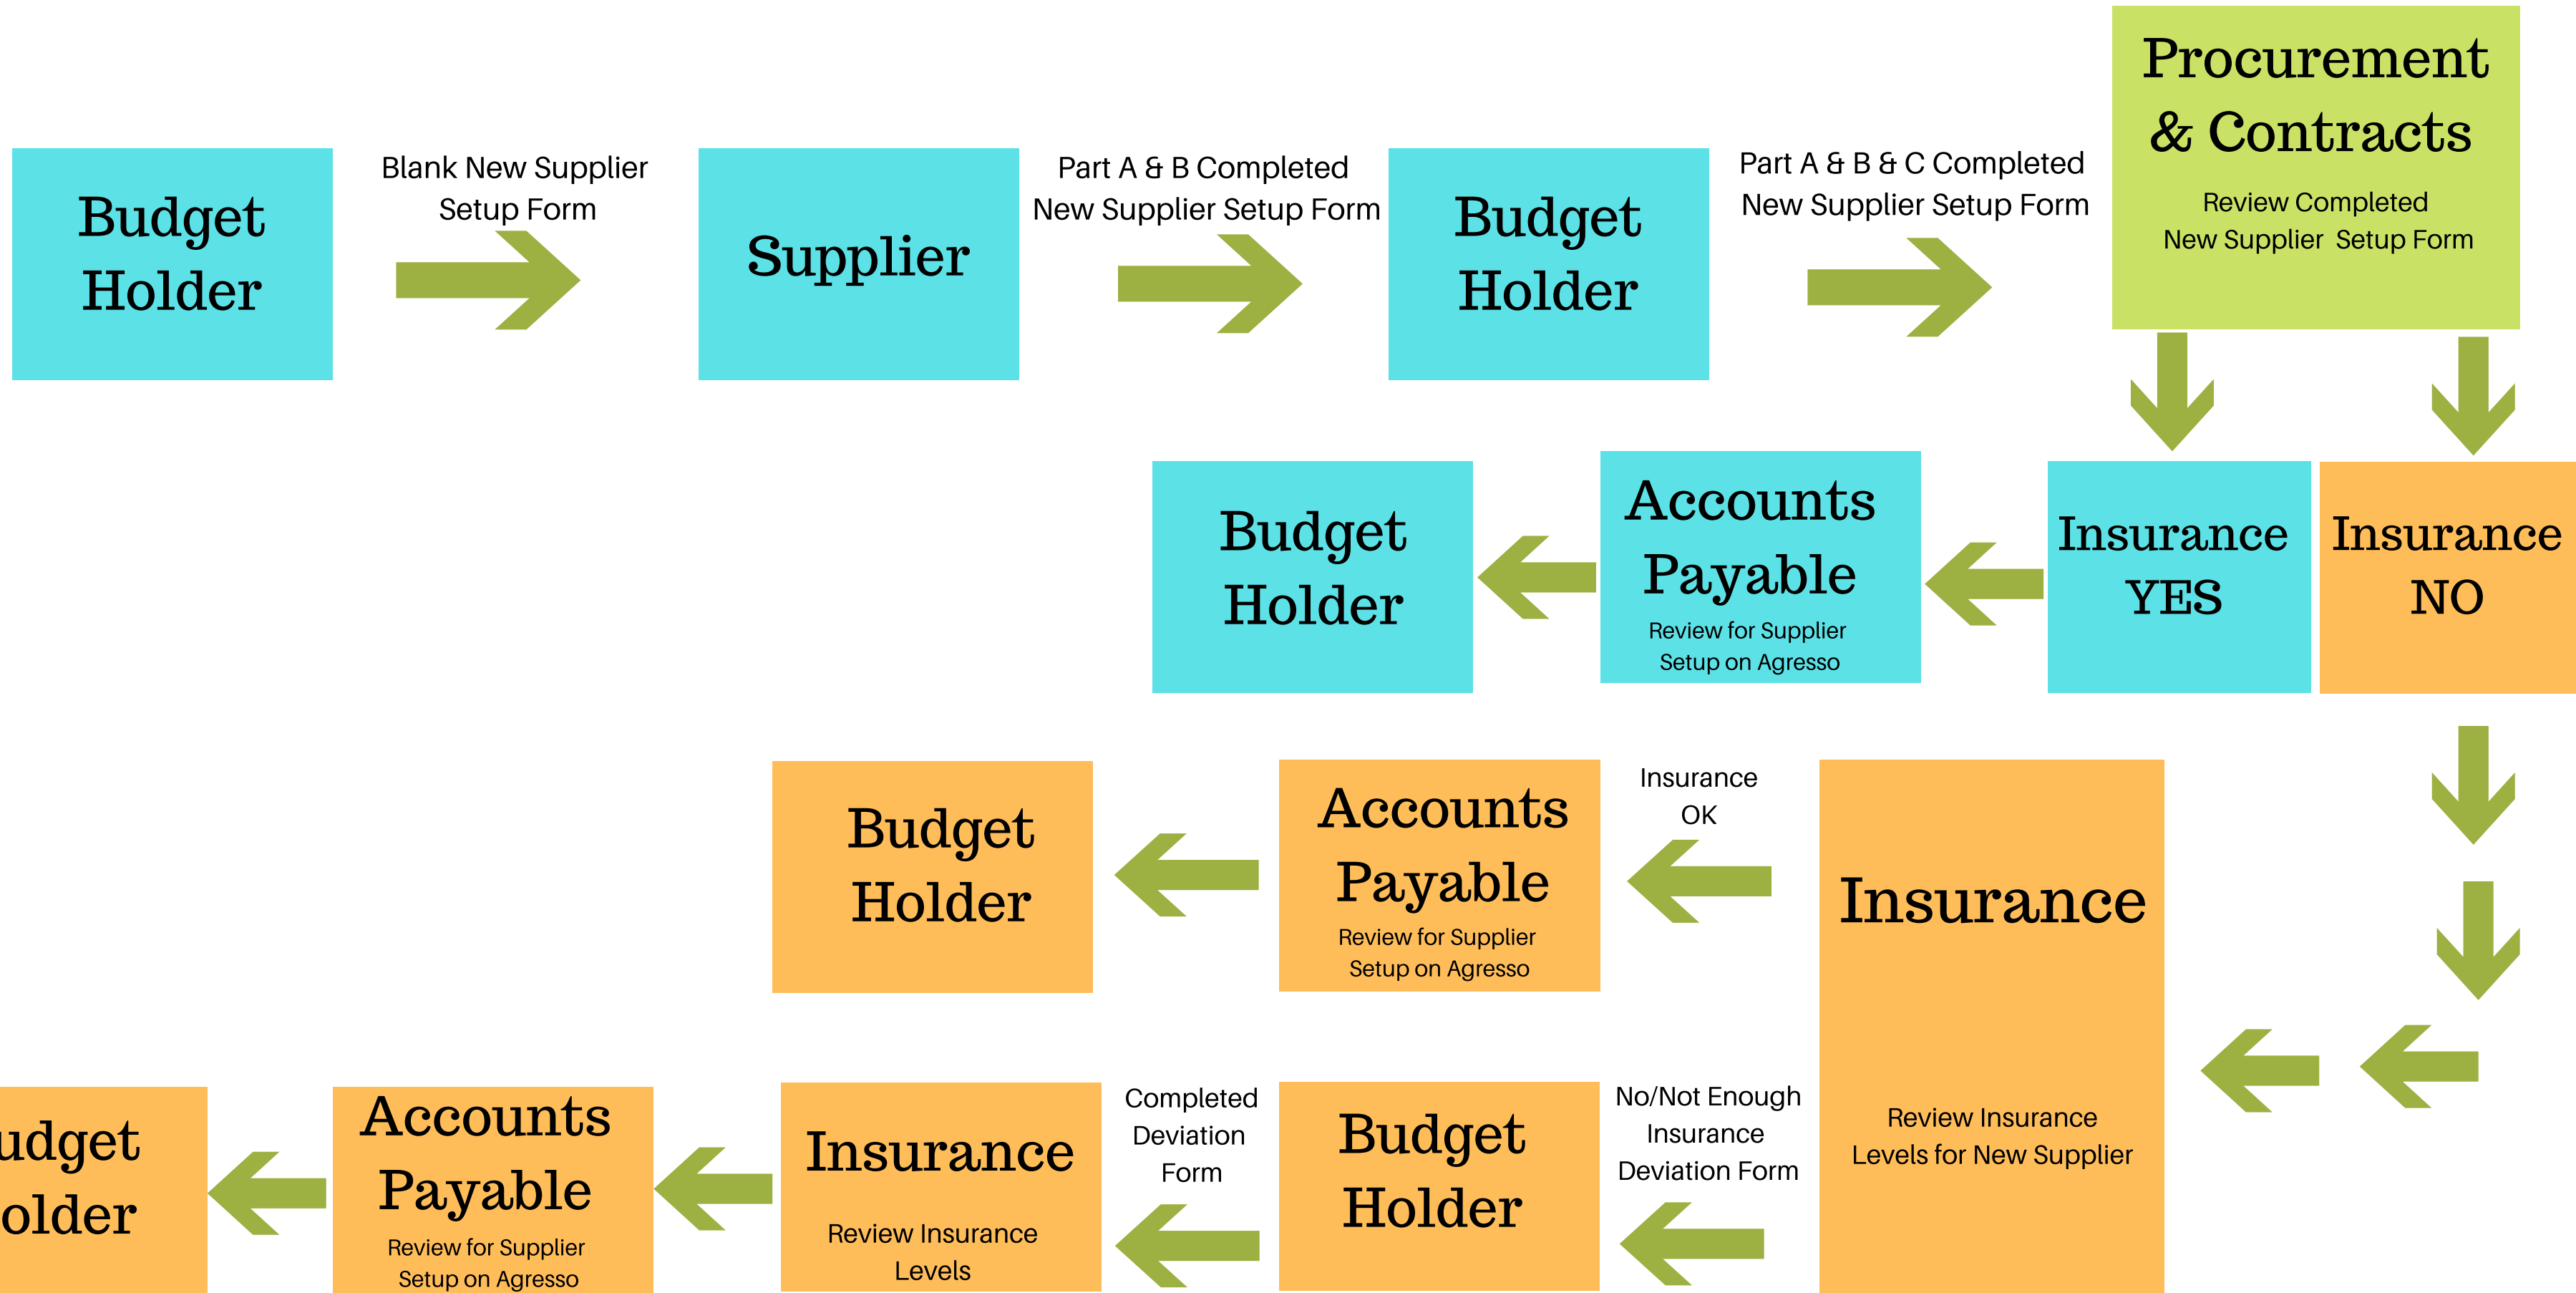 Budget
Holder
Blank New Supplier
Setup Form
Supplier
Part A & B Completed
New Supplier Setup Form
Budget
Holder
Part A & B & C Completed
New Supplier Setup Form
Procurement
& Contracts
Review Completed
New Supplier Setup Form
Budget
Holder
Accounts
Payable
Review for Supplier
Setup on Agresso
Insurance
YES
Insurance
NO
Budget
Holder
Accounts
Payable
Review for Supplier
Setup on Agresso
Insurance
OK
Insurance
Review Insurance
Levels for New Supplier
udget
older
Accounts
Payable
Review for Supplier
Setup on Agresso
Insurance
Review Insurance
Levels
Completed
Deviation
Form
Budget
Holder
No/Not Enough
Insurance
Deviation Form